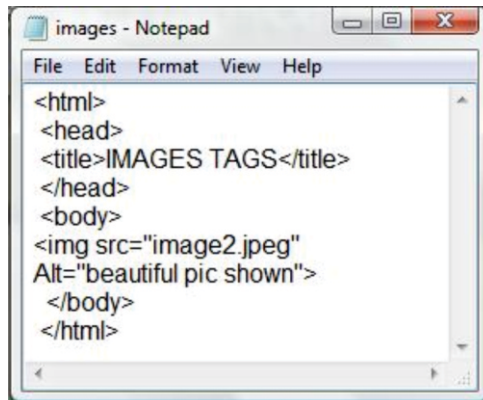 images - Notepad
File Edit Format View Help
<html>
<head>
<title>IMAGES TAGS</title>
</head>
<body>
<img src="image2.jpeg"
Alt="beautiful pic shown">
</body>
</html>